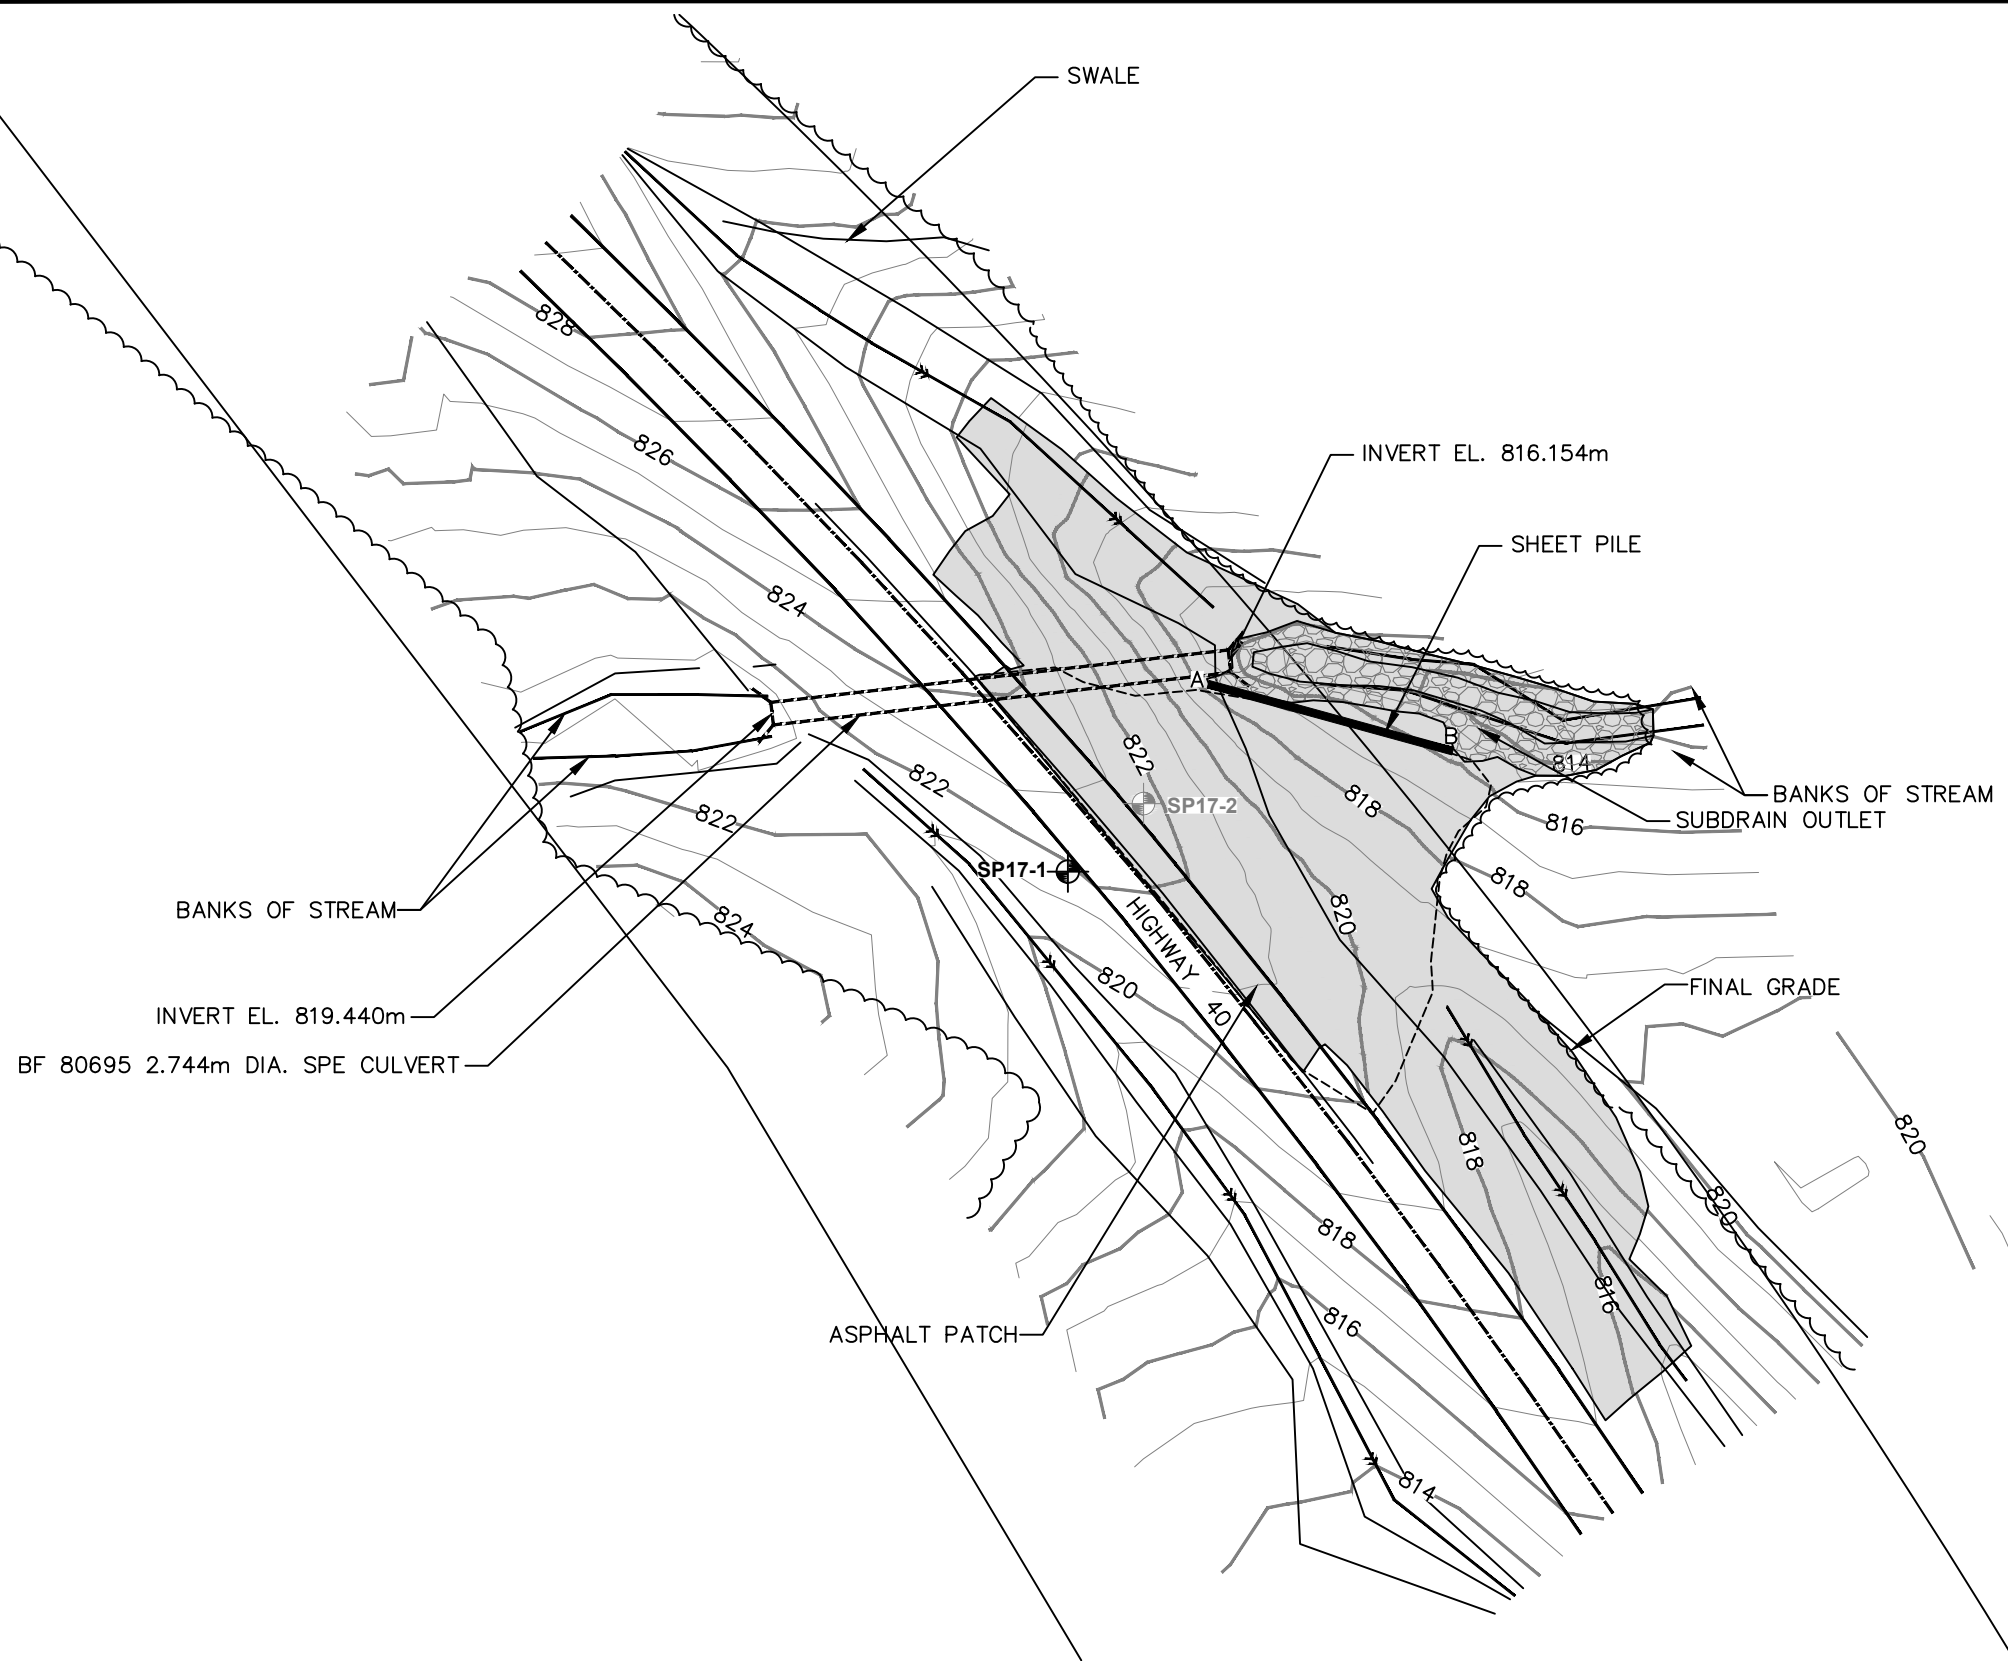 SWALE
828
826
INVERT EL. 816.154m
SHEET PILE
824
A
B
822
814
822
818
BANKS OF STREAM
SP17-2
822
816
SUBDRAIN OUTLET
SP17-1
818
BANKS OF STREAM
824
HIGHWAY 40
820
820
FINAL GRADE
INVERT EL. 819.440m
BF 80695 2.744m DIA. SPE CULVERT
820
818
820
818
816
ASPHALT PATCH
816
814